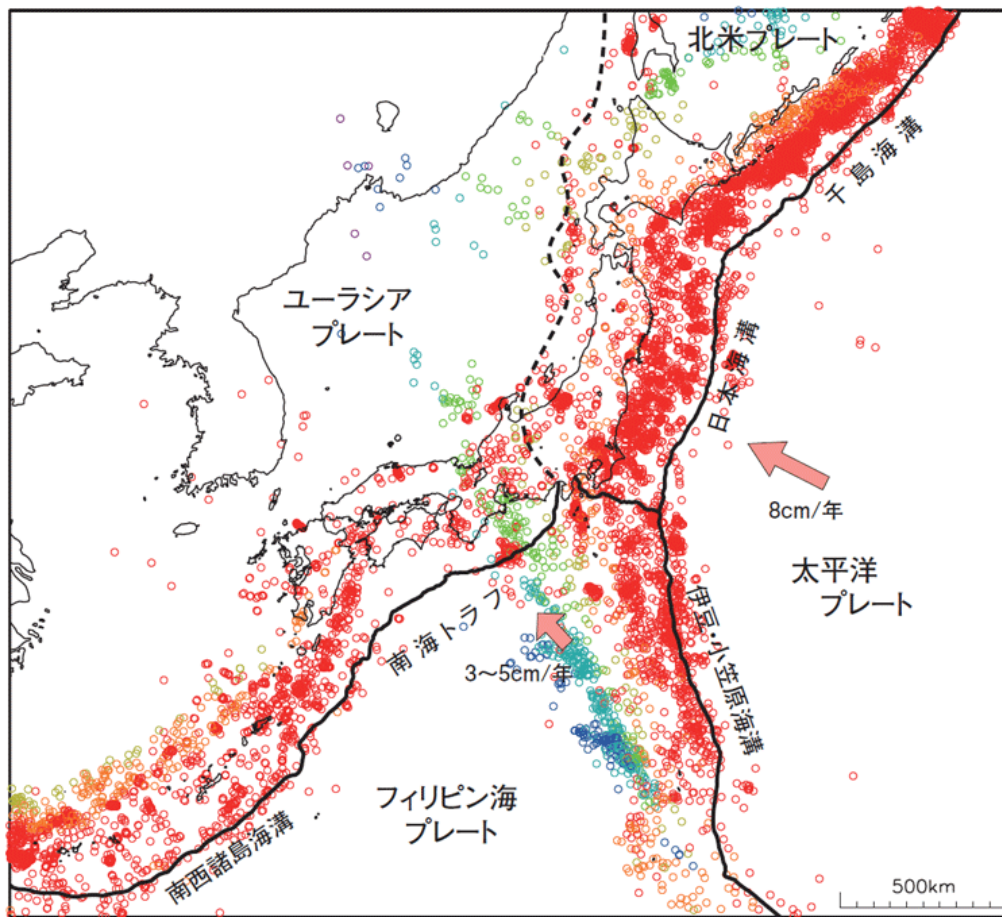 北米プレート
千島海溝
ユーラシア
プレート
日本海溝
8cm/年
太平洋
プレート
南海トラフ
3～5cm/年
伊豆・小笠原海溝
フィリピン海
プレート
南西諸島海溝
500km